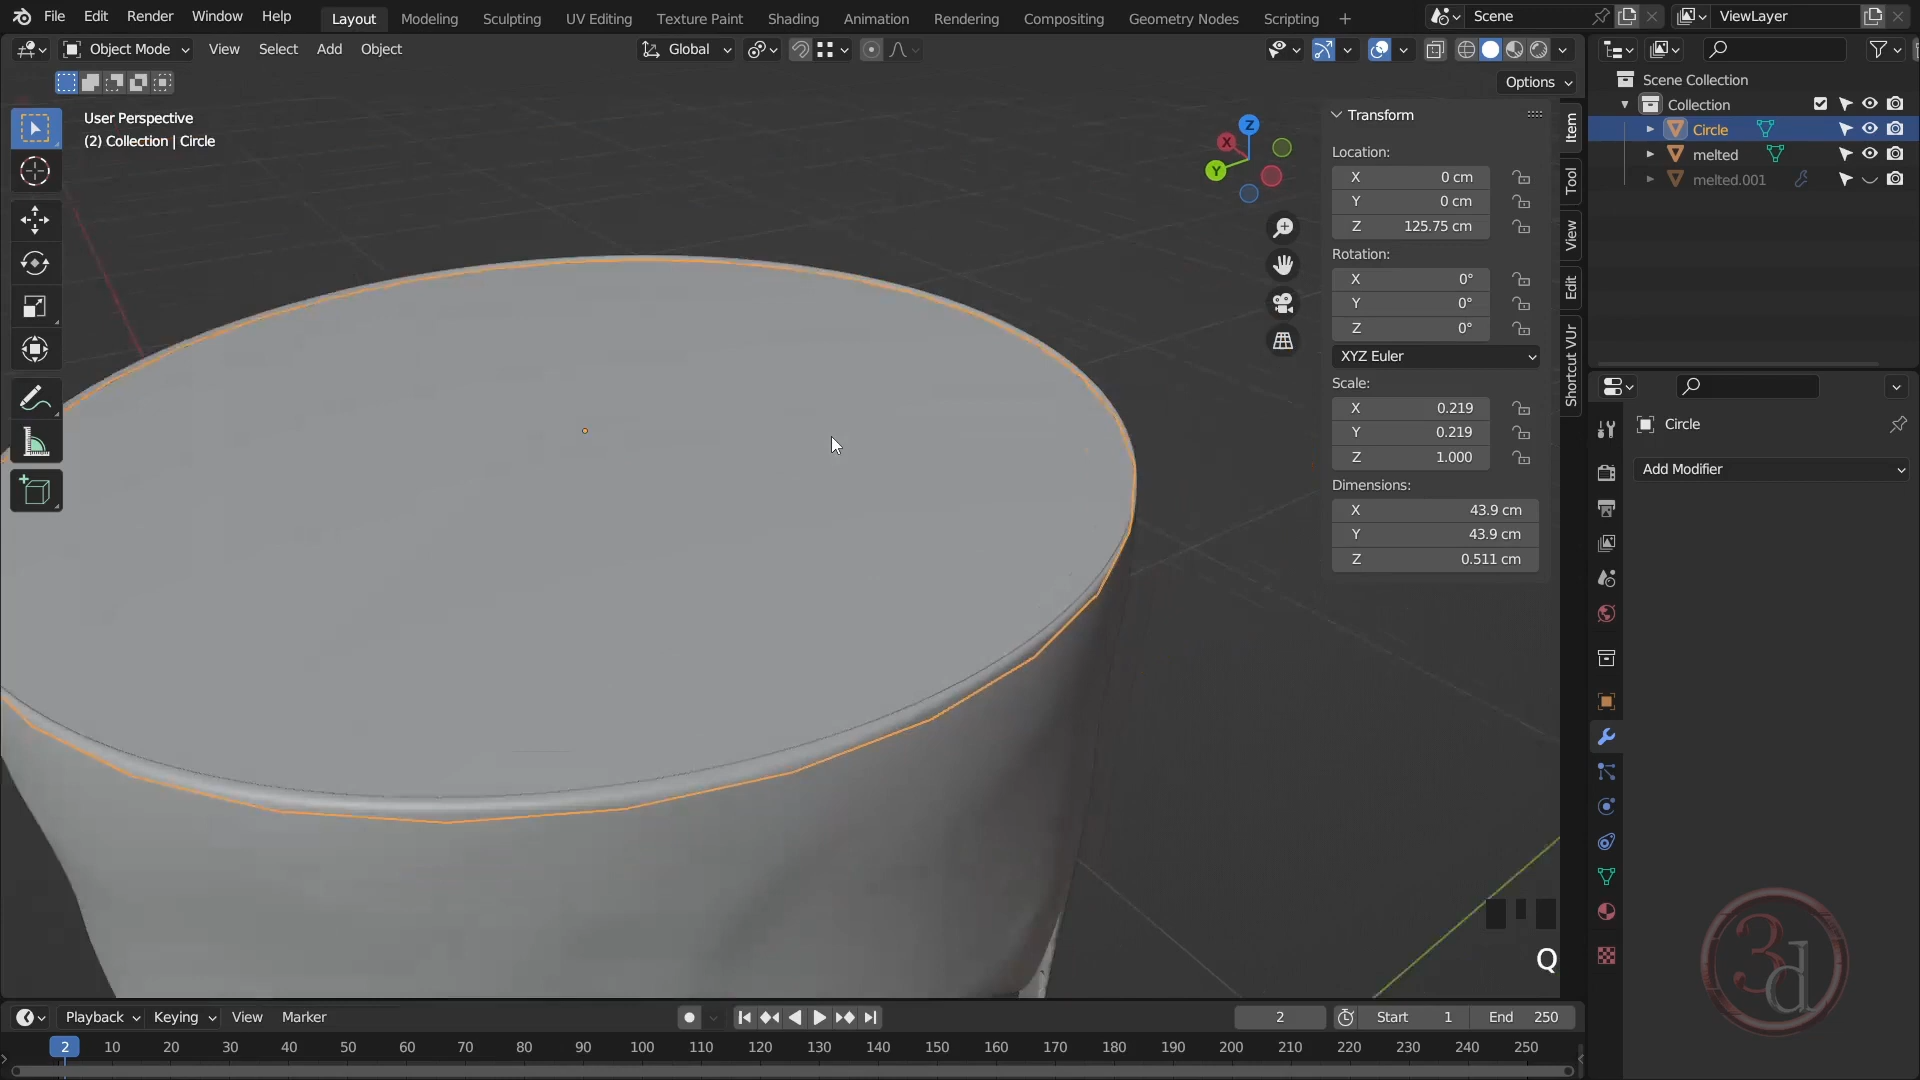 File Edit Render Window Help
Layout Modeling Sculpting UV Editing Texture Paint Shading Animation Rendering Compositing Geometry Nodes Scripting +
Scene
ViewLayer
Object Mode View Select Add Object
Global
Options
User Perspective
(2) Collection | Circle
X
Y
Z
Transform
Location:
X 0 cm
Y 0 cm
Z 125.75 cm
Rotation:
X 0°
Y 0°
Z 0°
XYZ Euler
Scale:
X 0.219
Y 0.219
Z 1.000
Dimensions:
X 43.9 cm
Y 43.9 cm
Z 0.511 cm
Item
Tool
View
Edit
Shortcut VUr
Scene Collection
Collection
Circle
melted
melted.001
Circle
Add Modifier
3d
Q
Playback Keying View Marker
2
Start 1
End 250
2 10 20 30 40 50 60 70 80 90 100 110 120 130 140 150 160 170 180 190 200 210 220 230 240 250